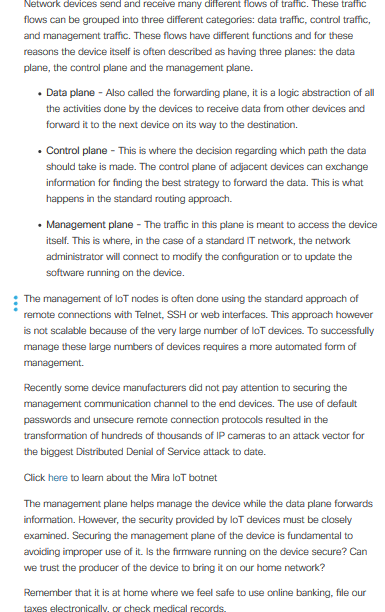 Network devices send and receive many different flows of traffic. These traffic
flows can be grouped into three different categories: data traffic, control traffic,
and management traffic. These flows have different functions and for these
reasons the device itself is often described as having three planes: the data
plane, the control plane and the management plane.
• Data plane - Also called the forwarding plane, it is a logic abstraction of all
the activities done by the devices to receive data from other devices and
forward it to the next device on its way to the destination.
• Control plane - This is where the decision regarding which path the data
should take is made. The control plane of adjacent devices can exchange
information for finding the best strategy to forward the data. This is what
happens in the standard routing approach.
• Management plane - The traffic in this plane is meant to access the device
itself. This is where, in the case of a standard IT network, the network
administrator will connect to modify the configuration or to update the
software running on the device.
The management of IoT nodes is often done using the standard approach of
remote connections with Telnet, SSH or web interfaces. This approach however
is not scalable because of the very large number of IoT devices. To successfully
manage these large numbers of devices requires a more automated form of
management.
Recently some device manufacturers did not pay attention to securing the
management communication channel to the end devices. The use of default
passwords and unsecure remote connection protocols resulted in the
transformation of hundreds of thousands of IP cameras to an attack vector for
the biggest Distributed Denial of Service attack to date.
Click here to learn about the Mira IoT botnet
The management plane helps manage the device while the data plane forwards
information. However, the security provided by IoT devices must be closely
examined. Securing the management plane of the device is fundamental to
avoiding improper use of it. Is the firmware running on the device secure? Can
we trust the producer of the device to bring it on our home network?
Remember that it is at home where we feel safe to use online banking, file our
taxes electronically, or check medical records.